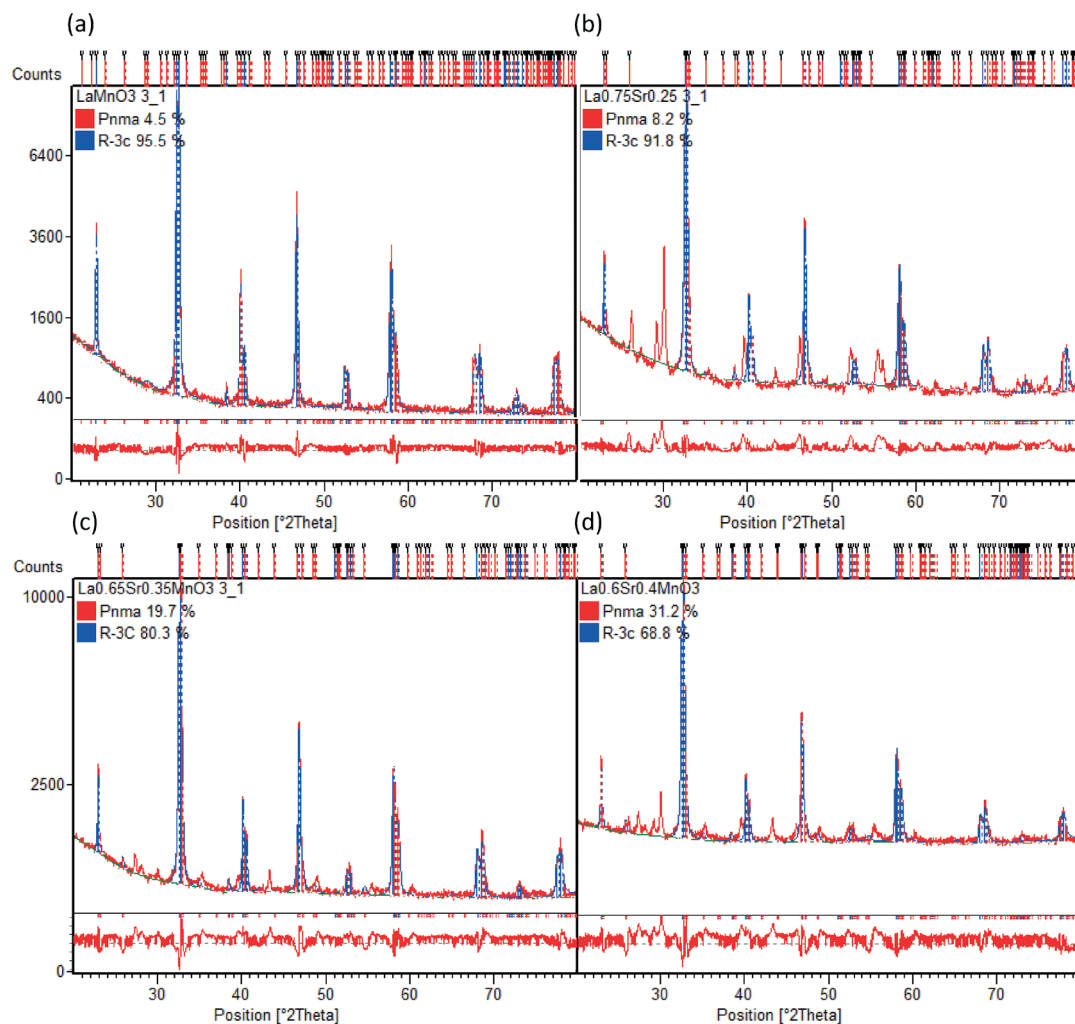 (a)
Counts
LaMnO3 3_1
Pnma 4.5 %
R-3c 95.5 %
6400
3600
1600
400
0
30 40 50 60 70
Position [°2Theta]
(b)
La0.75Sr0.25 3_1
Pnma 8.2 %
R-3c 91.8 %
30 40 50 60 70
Position [°2Theta]
(c)
Counts
La0.65Sr0.35MnO3 3_1
Pnma 19.7 %
R-3C 80.3 %
10000
2500
0
30 40 50 60 70
Position [°2Theta]
(d)
La0.6Sr0.4MnO3
Pnma 31.2 %
R-3c 68.8 %
30 40 50 60 70
Position [°2Theta]